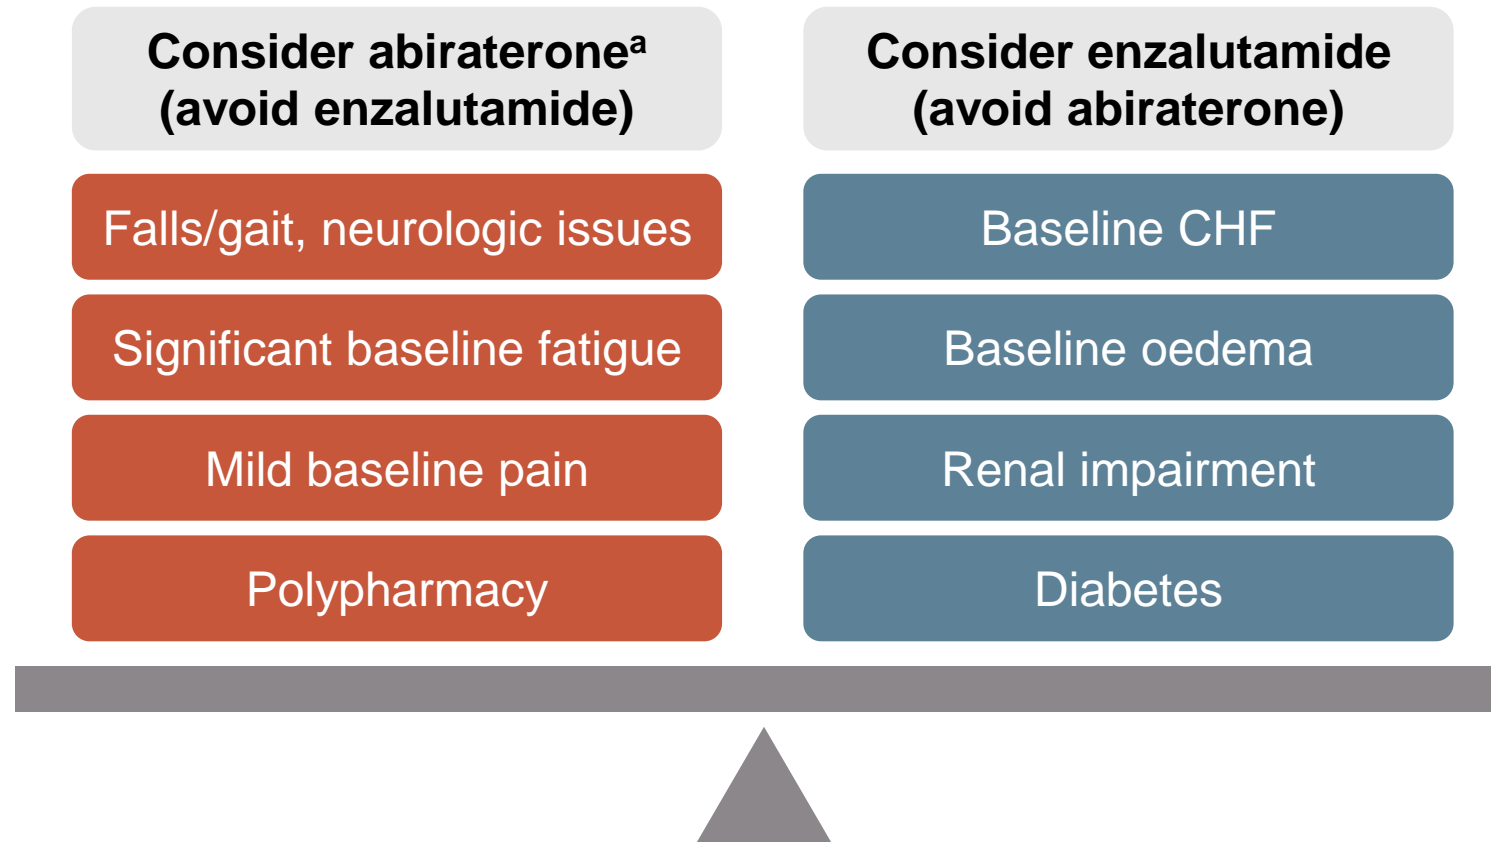 Consider abirateroneᵃ
(avoid enzalutamide)
Falls/gait, neurologic issues
Significant baseline fatigue
Mild baseline pain
Polypharmacy
Consider enzalutamide
(avoid abiraterone)
Baseline CHF
Baseline oedema
Renal impairment
Diabetes